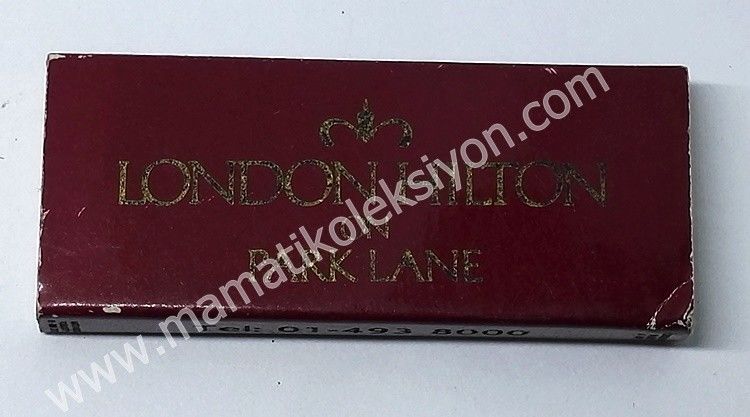 LONDON HILTON
ON
PARK LANE
Tel: 01-493 8000
www.mamatikoleksiyon.com